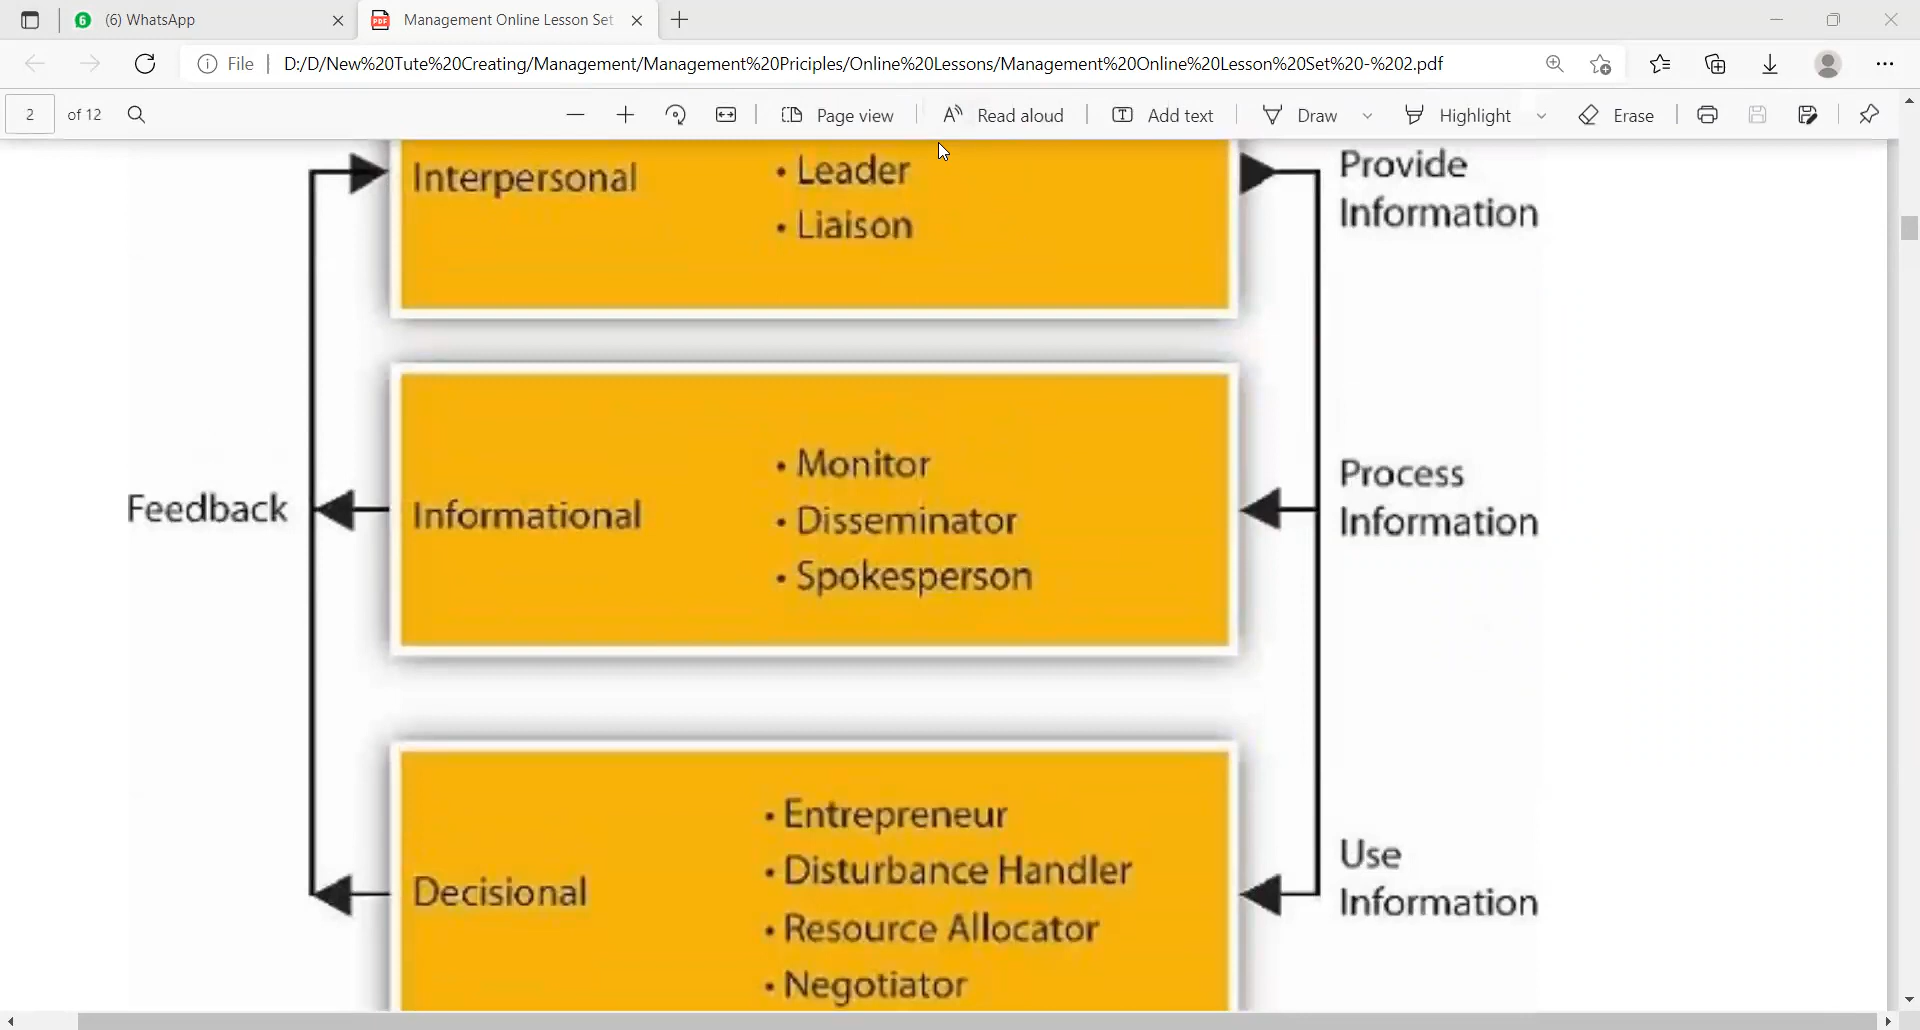 (6) WhatsApp
Management Online Lesson Set
File
D:/D/New%20Tute%20Creating/Management/Management%20Priciples/Online%20Lessons/Management%20Online%20Lesson%20Set%20-%202.pdf
2 of 12
Page view
Read aloud
Add text
Draw
Highlight
Erase
Interpersonal
• Leader
• Liaison
Provide
Information
Feedback
Informational
• Monitor
• Disseminator
• Spokesperson
Process
Information
Decisional
• Entrepreneur
• Disturbance Handler
• Resource Allocator
• Negotiator
Use
Information